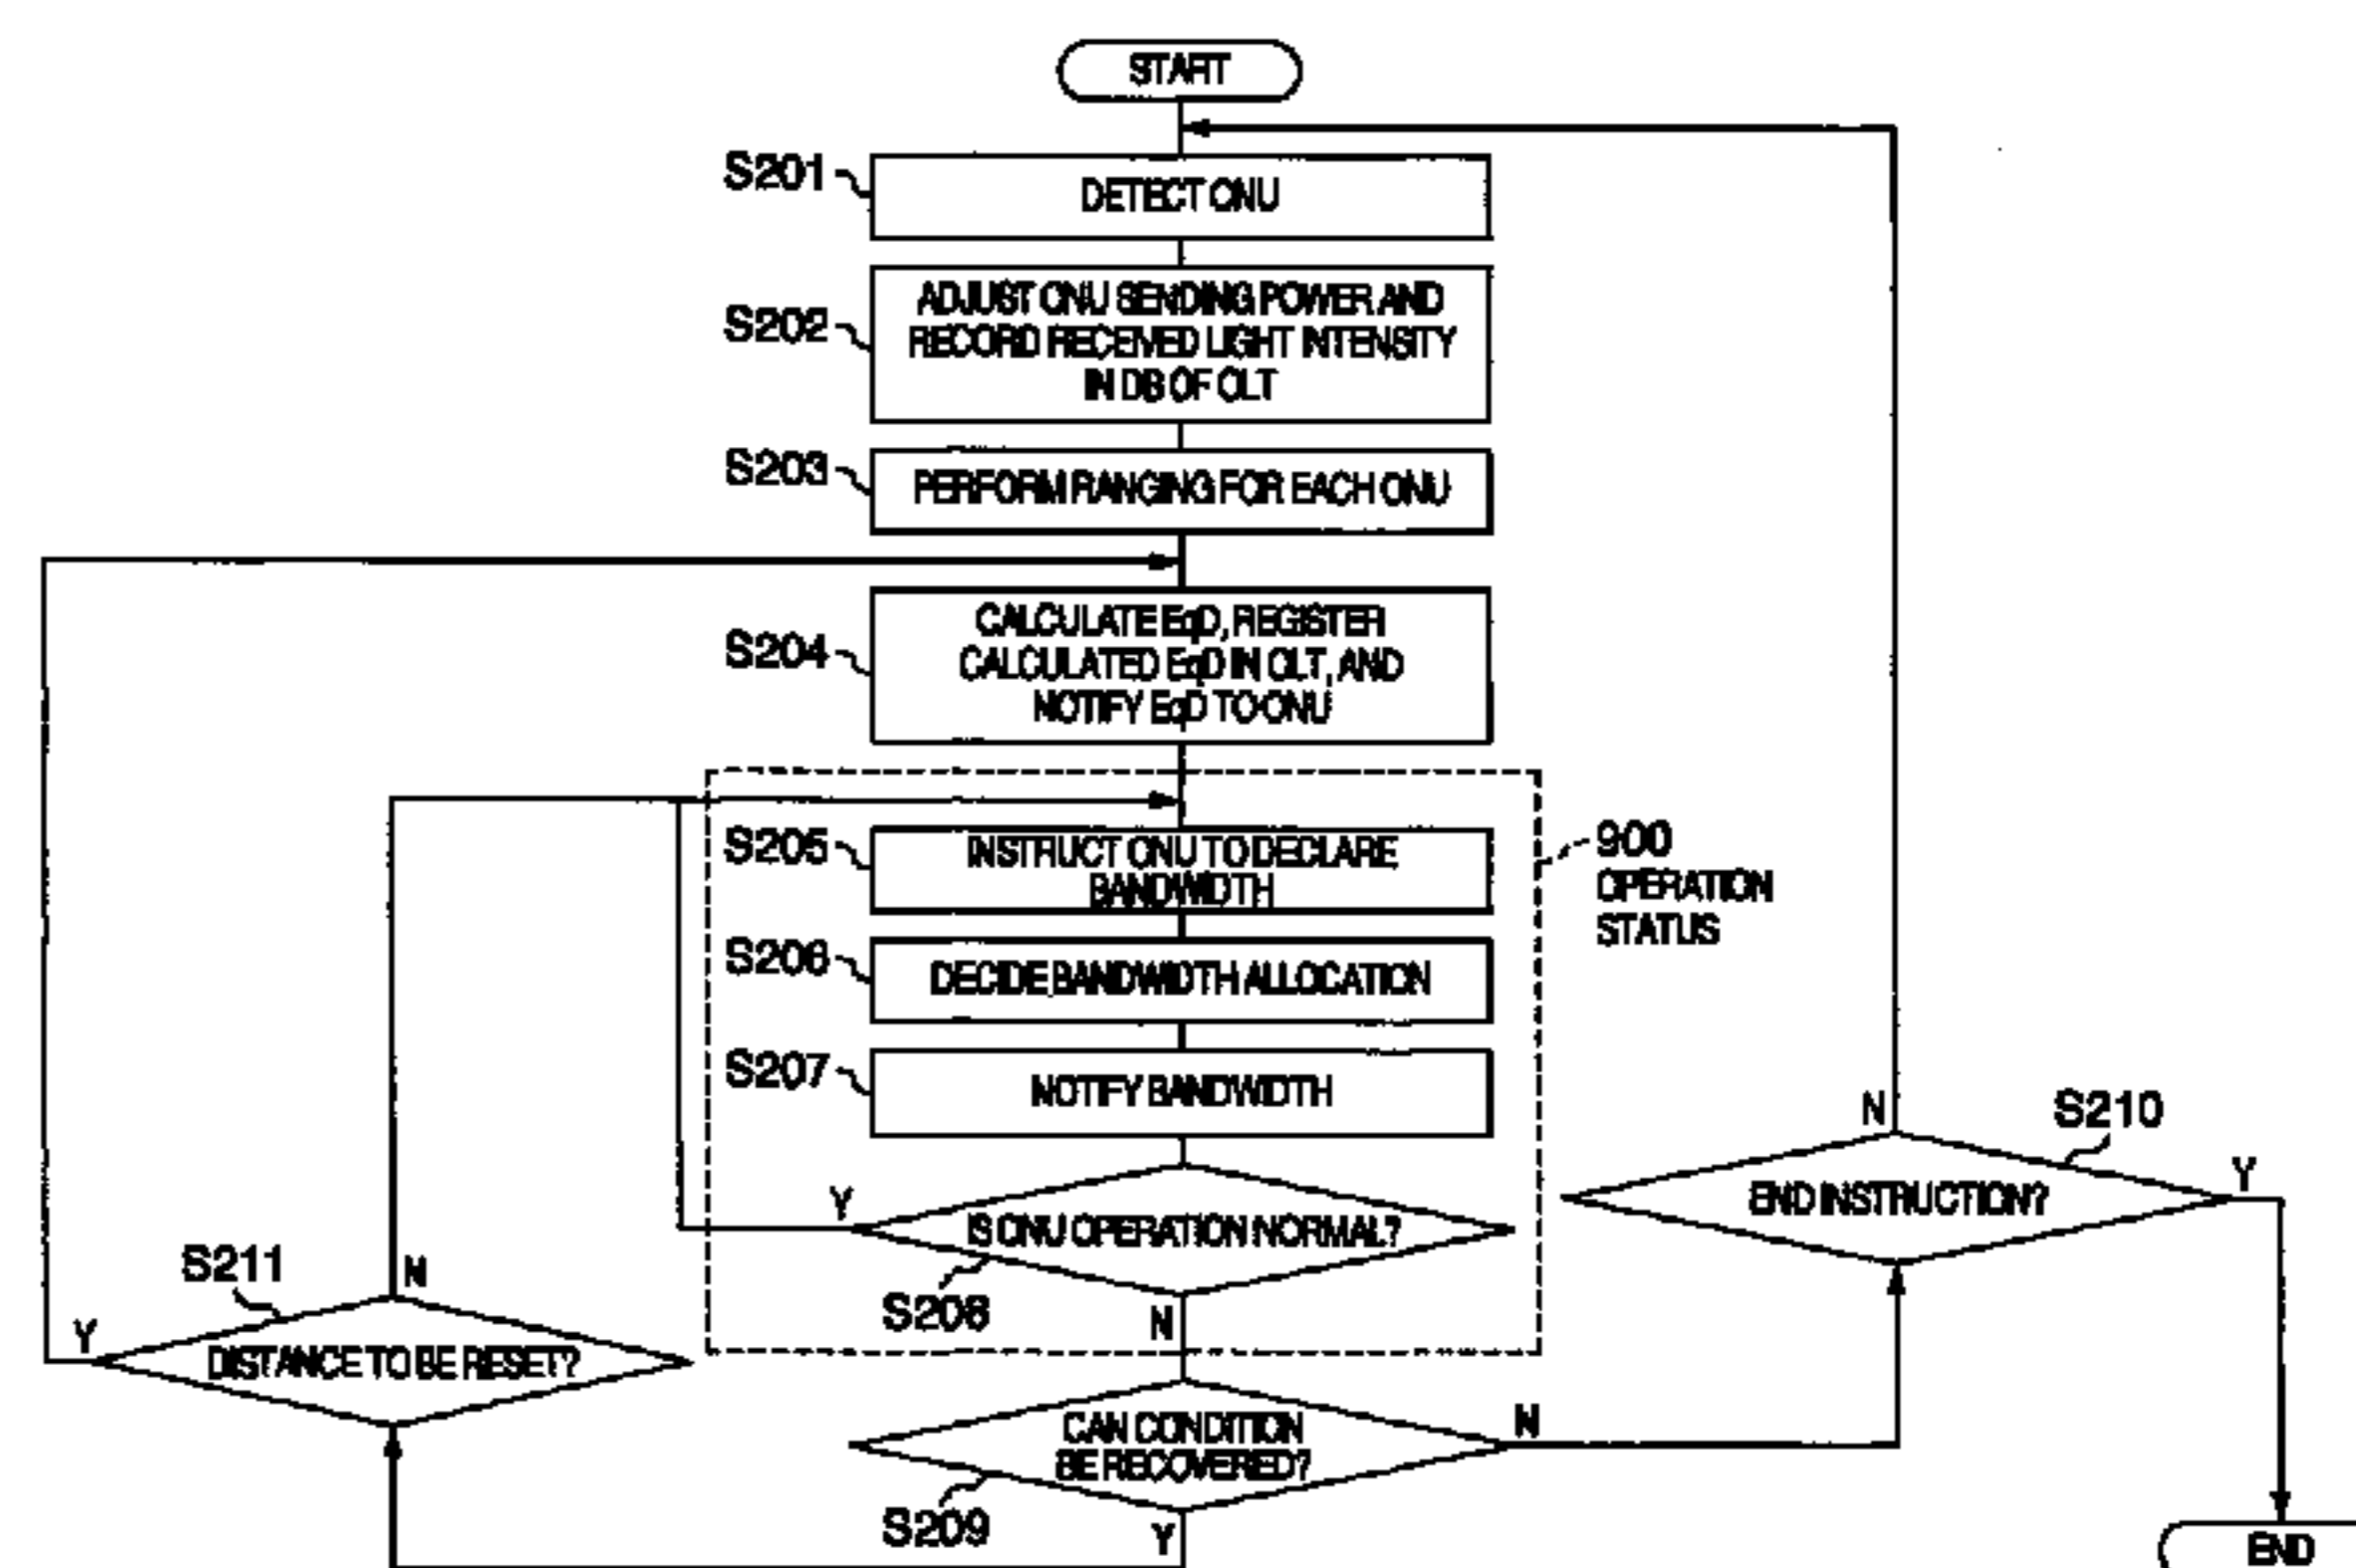 START
S201
DETECT ONU
S202
ADJUST ONU SENDING POWER AND
RECORD RECEIVED LIGHT INTENSITY
IN DB OF OLT
S203
PERFORM RANGING FOR EACH ONU
S204
CALCULATE EqD, REGISTER
CALCULATED EqD IN OLT, AND
NOTIFY EqD TO ONU
S205
INSTRUCT ONU TO DECLARE
BANDWIDTH
900
OPERATION
STATUS
S206
DECIDE BANDWIDTH ALLOCATION
S207
NOTIFY BANDWIDTH
N
S210
Y
END INSTRUCTION?
Y
IS ONU OPERATION NORMAL?
S208
N
S211
N
Y
DISTANCE TO BE RESET?
CAN CONDITION
BE RECOVERED?
N
S209
Y
END